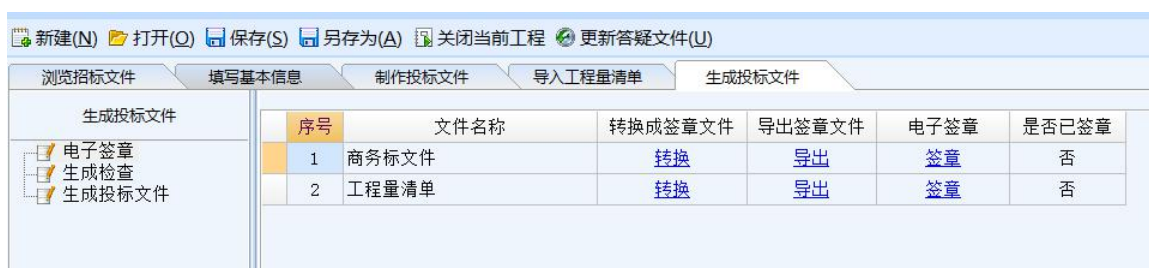 新建(N) 打开(O) 保存(S) 另存为(A) 关闭当前工程 更新答疑文件(U)
浏览招标文件 填写基本信息 制作投标文件 导入工程量清单 生成投标文件
生成投标文件
电子签章
生成检查
生成投标文件
序号 文件名称 转换成签章文件 导出签章文件 电子签章 是否已签章
1 商务标文件 转换 导出 签章 否
2 工程量清单 转换 导出 签章 否